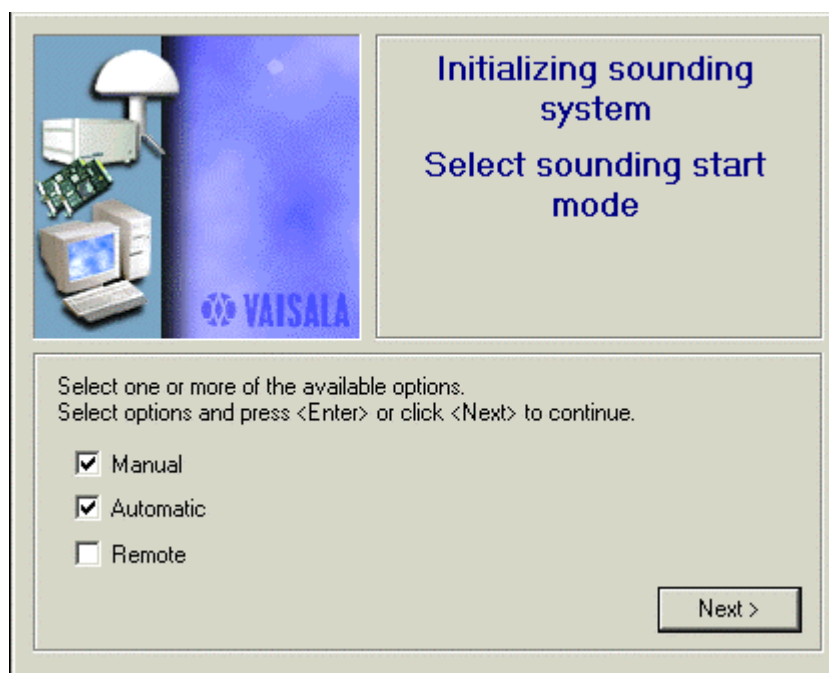 Initializing sounding
system
Select sounding start
mode
VAISALA
Select one or more of the available options.
Select options and press <Enter> or click <Next> to continue.
Manual
Automatic
Remote
Next >